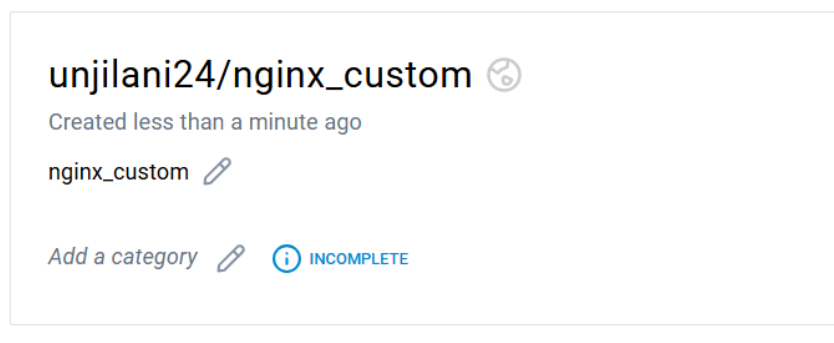 unjilani24/nginx_custom
Created less than a minute ago
nginx_custom
Add a category INCOMPLETE